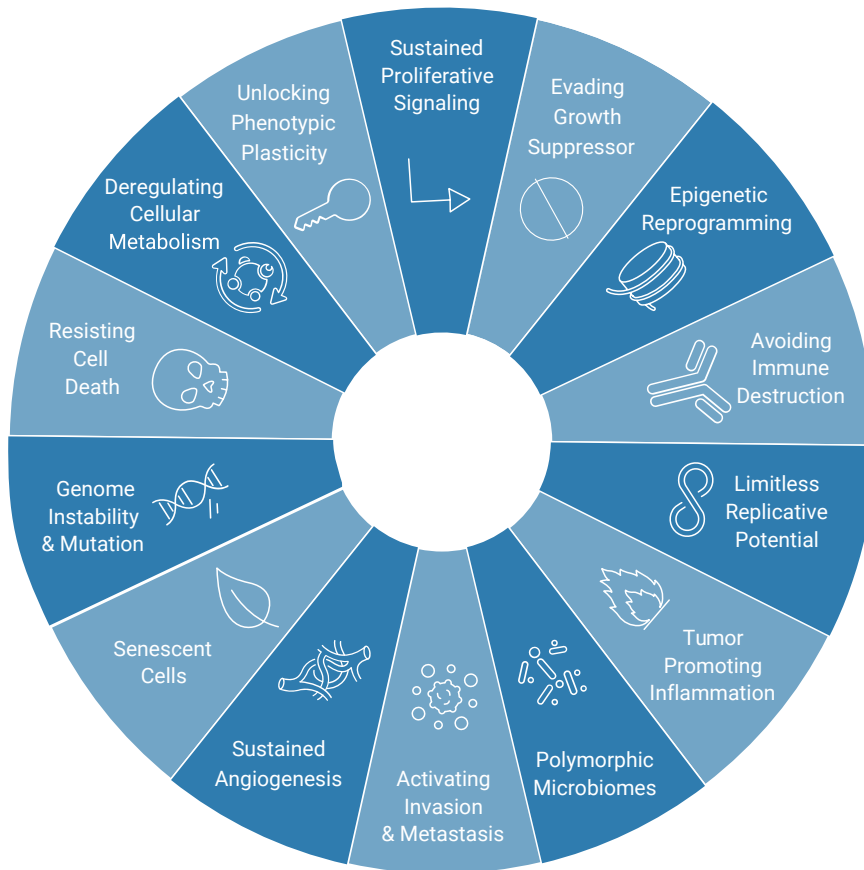 Sustained
Proliferative
Signaling
Evading
Growth
Suppressor
Epigenetic
Reprogramming
Avoiding
Immune
Destruction
Limitless
Replicative
Potential
Tumor
Promoting
Inflammation
Polymorphic
Microbiomes
Activating
Invasion
& Metastasis
Sustained
Angiogenesis
Senescent
Cells
Genome
Instability
& Mutation
Resisting
Cell
Death
Deregulating
Cellular
Metabolism
Unlocking
Phenotypic
Plasticity